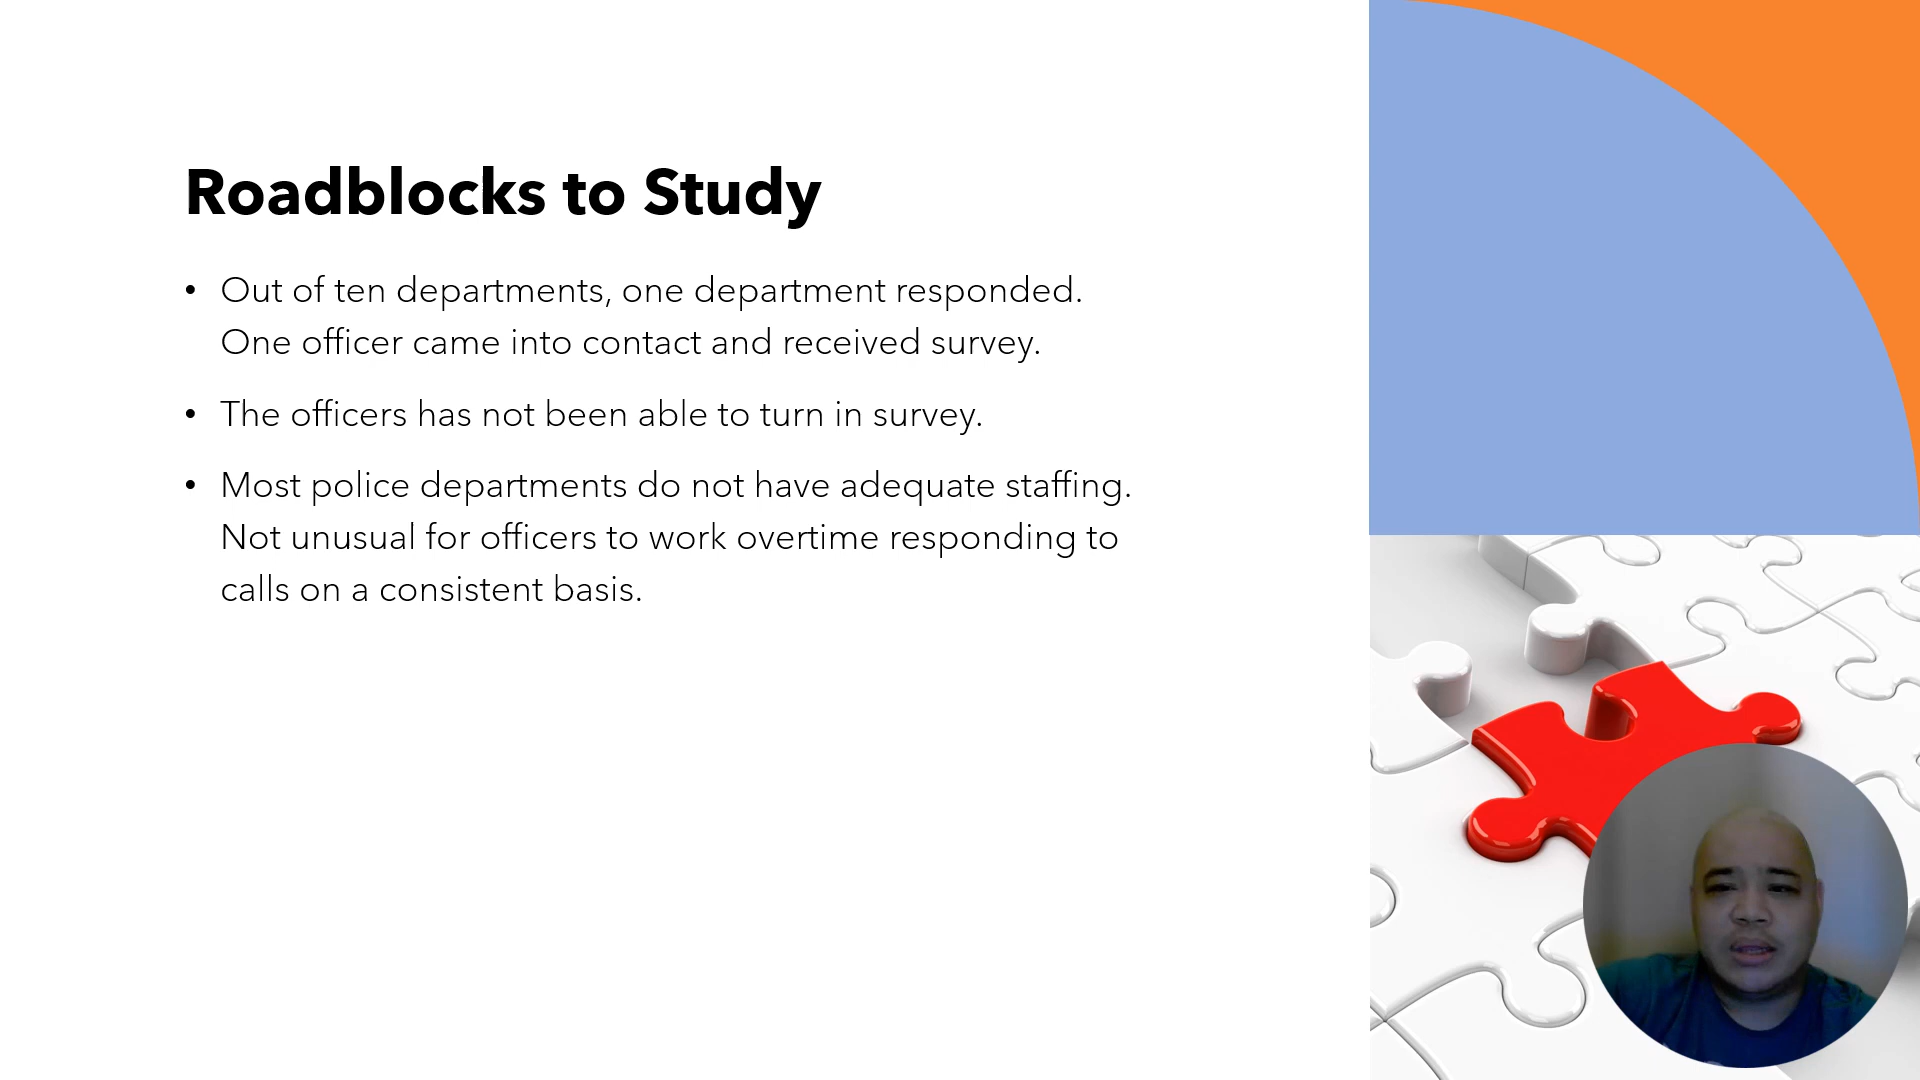 Roadblocks to Study
• Out of ten departments, one department responded.
One officer came into contact and received survey.
• The officers has not been able to turn in survey.
• Most police departments do not have adequate staffing.
Not unusual for officers to work overtime responding to
calls on a consistent basis.